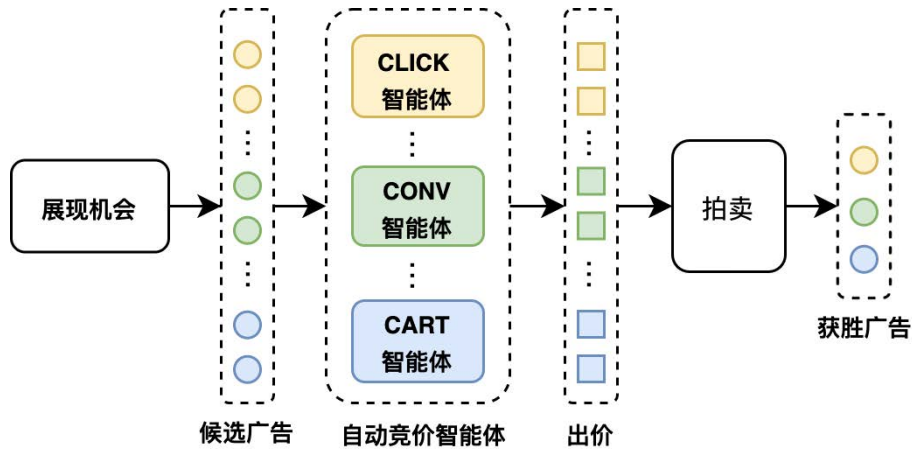 展现机会
候选广告
CLICK
智能体
CONV
智能体
CART
智能体
自动竞价智能体
出价
拍卖
获胜广告